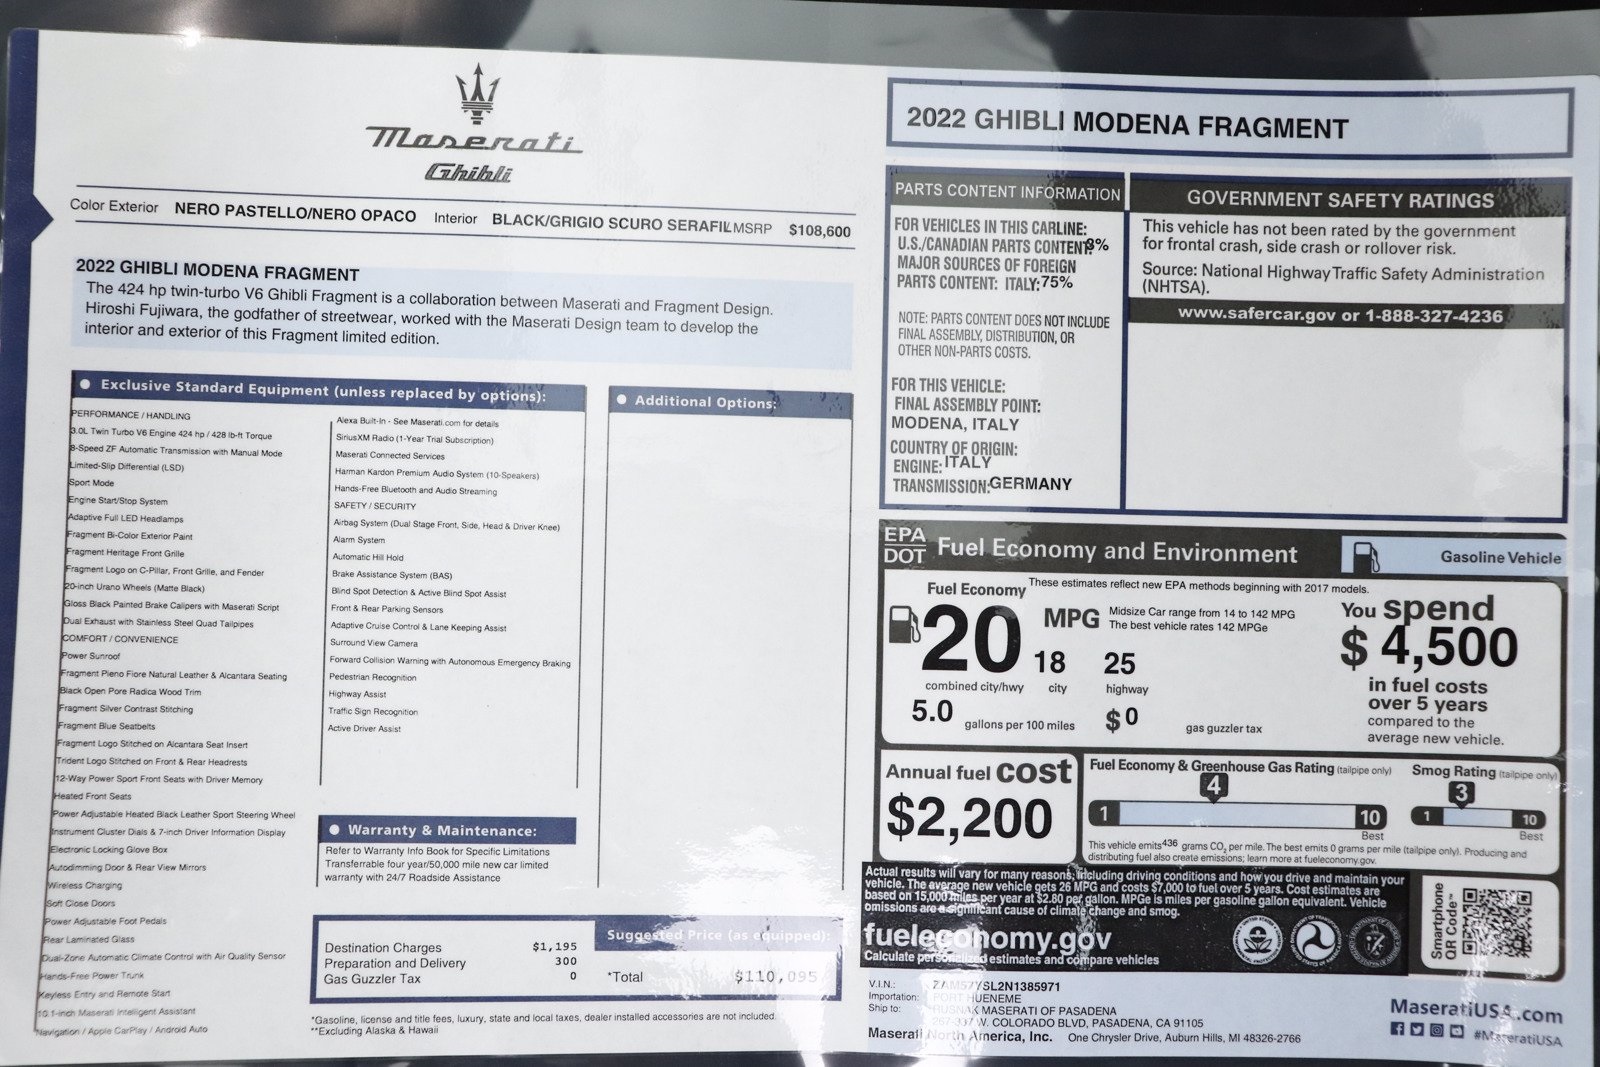 Maserati
Ghibli
Color Exterior NERO PASTELLO/NERO OPACO Interior BLACK/GRIGIO SCURO SERAFIL MSRP $108,600
2022 GHIBLI MODENA FRAGMENT
The 424 hp twin-turbo V6 Ghibli Fragment is a collaboration between Maserati and Fragment Design.
Hiroshi Fujiwara, the godfather of streetwear, worked with the Maserati Design team to develop the
interior and exterior of this Fragment limited edition.
Exclusive Standard Equipment (unless replaced by options):
PERFORMANCE / HANDLING
3.0L Twin Turbo V6 Engine 424 hp / 428 lb-ft Torque
8-Speed ZF Automatic Transmission with Manual Mode
Limited-Slip Differential (LSD)
Sport Mode
Engine Start/Stop System
Adaptive Full LED Headlamps
Fragment Bi-Color Exterior Paint
Fragment Heritage Front Grille
Fragment Logo on C-Pillar, Front Grille, and Fender
20-inch Urano Wheels (Matte Black)
Gloss Black Painted Brake Calipers with Maserati Script
Dual Exhaust with Stainless Steel Quad Tailpipes
COMFORT / CONVENIENCE
Power Sunroof
Fragment Pieno Fiore Natural Leather & Alcantara Seating
Black Open Pore Radica Wood Trim
Fragment Silver Contrast Stitching
Fragment Blue Seatbelts
Fragment Logo Stitched on Alcantara Seat Insert
Trident Logo Stitched on Front & Rear Headrests
12-Way Power Sport Front Seats with Driver Memory
Heated Front Seats
Power Adjustable Heated Black Leather Sport Steering Wheel
Instrument Cluster Dials & 7-inch Driver Information Display
Electronic Locking Glove Box
Autodimming Door & Rear View Mirrors
Wireless Charging
Soft Close Doors
Power Adjustable Foot Pedals
Rear Laminated Glass
Dual-Zone Automatic Climate Control with Air Quality Sensor
Hands-Free Power Trunk
Keyless Entry and Remote Start
10.1-inch Maserati Intelligent Assistant
Navigation / Apple CarPlay / Android Auto
Alexa Built-In - See Maserati.com for details
SiriusXM Radio (1-Year Trial Subscription)
Maserati Connected Services
Harman Kardon Premium Audio System (10-Speakers)
Hands-Free Bluetooth and Audio Streaming
SAFETY / SECURITY
Airbag System (Dual Stage Front, Side, Head & Driver Knee)
Alarm System
Automatic Hill Hold
Brake Assistance System (BAS)
Blind Spot Detection & Active Blind Spot Assist
Front & Rear Parking Sensors
Adaptive Cruise Control & Lane Keeping Assist
Surround View Camera
Forward Collision Warning with Autonomous Emergency Braking
Pedestrian Recognition
Highway Assist
Traffic Sign Recognition
Active Driver Assist
Additional Options:
Warranty & Maintenance:
Refer to Warranty Info Book for Specific Limitations
Transferrable four year/50,000 mile new car limited
warranty with 24/7 Roadside Assistance
Destination Charges $1,195
Preparation and Delivery 300
Gas Guzzler Tax 0
Suggested Price (as equipped):
*Total $110,095
*Gasoline, license and title fees, luxury, state and local taxes, dealer installed accessories are not included.
**Excluding Alaska & Hawaii
2022 GHIBLI MODENA FRAGMENT
PARTS CONTENT INFORMATION
FOR VEHICLES IN THIS CARLINE:
U.S./CANADIAN PARTS CONTENT: %
MAJOR SOURCES OF FOREIGN
PARTS CONTENT: ITALY:75%
NOTE: PARTS CONTENT DOES NOT INCLUDE
FINAL ASSEMBLY, DISTRIBUTION, OR
OTHER NON-PARTS COSTS.
FOR THIS VEHICLE:
FINAL ASSEMBLY POINT:
MODENA, ITALY
COUNTRY OF ORIGIN:
ENGINE: ITALY
TRANSMISSION: GERMANY
GOVERNMENT SAFETY RATINGS
This vehicle has not been rated by the government
for frontal crash, side crash or rollover risk.
Source: National Highway Traffic Safety Administration
(NHTSA).
www.safercar.gov or 1-888-327-4236
EPA
DOT
Fuel Economy and Environment
Gasoline Vehicle
Fuel Economy
These estimates reflect new EPA methods beginning with 2017 models.
20 MPG
combined city/hwy
18
city
25
highway
Midsize Car range from 14 to 142 MPG
The best vehicle rates 142 MPGe
5.0 gallons per 100 miles
$0 gas guzzler tax
You spend
$ 4,500
in fuel costs
over 5 years
compared to the
average new vehicle.
Annual fuel cost
$2,200
Fuel Economy & Greenhouse Gas Rating (tailpipe only)
4
1 10
Best
Smog Rating (tailpipe only)
3
1 10
Best
This vehicle emits 436 grams CO2 per mile. The best emits 0 grams per mile (tailpipe only). Producing and
distributing fuel also create emissions; learn more at fueleconomy.gov.
Actual results will vary for many reasons, including driving conditions and how you drive and maintain your
vehicle. The average new vehicle gets 26 MPG and costs $7,000 to fuel over 5 years. Cost estimates are
based on 15,000 miles per year at $2.80 per gallon. MPGe is miles per gasoline gallon equivalent. Vehicle
emissions are a significant cause of climate change and smog.
fueleconomy.gov
Calculate personalized estimates and compare vehicles
Smartphone
QR Code™
V.I.N.: ZAM57YSL2N1385971
Importation: PORT HUENEME
Ship to: RUSNAK MASERATI OF PASADENA
W. COLORADO BLVD, PASADENA, CA 91105
Maserati North America, Inc. One Chrysler Drive, Auburn Hills, MI 48326-2766
MaseratiUSA.com
#MaseratiUSA